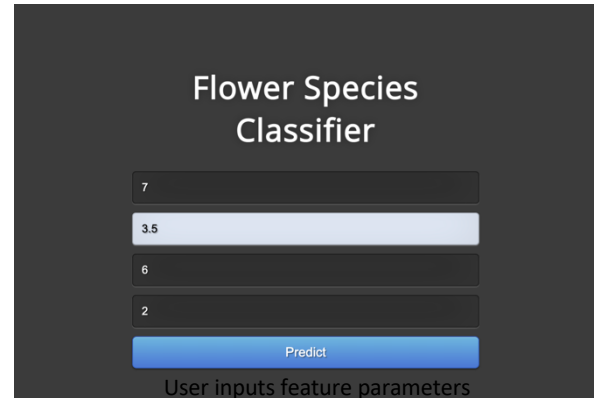 Flower Species
Classifier
7
3.5
6
2
Predict
User inputs feature parameters